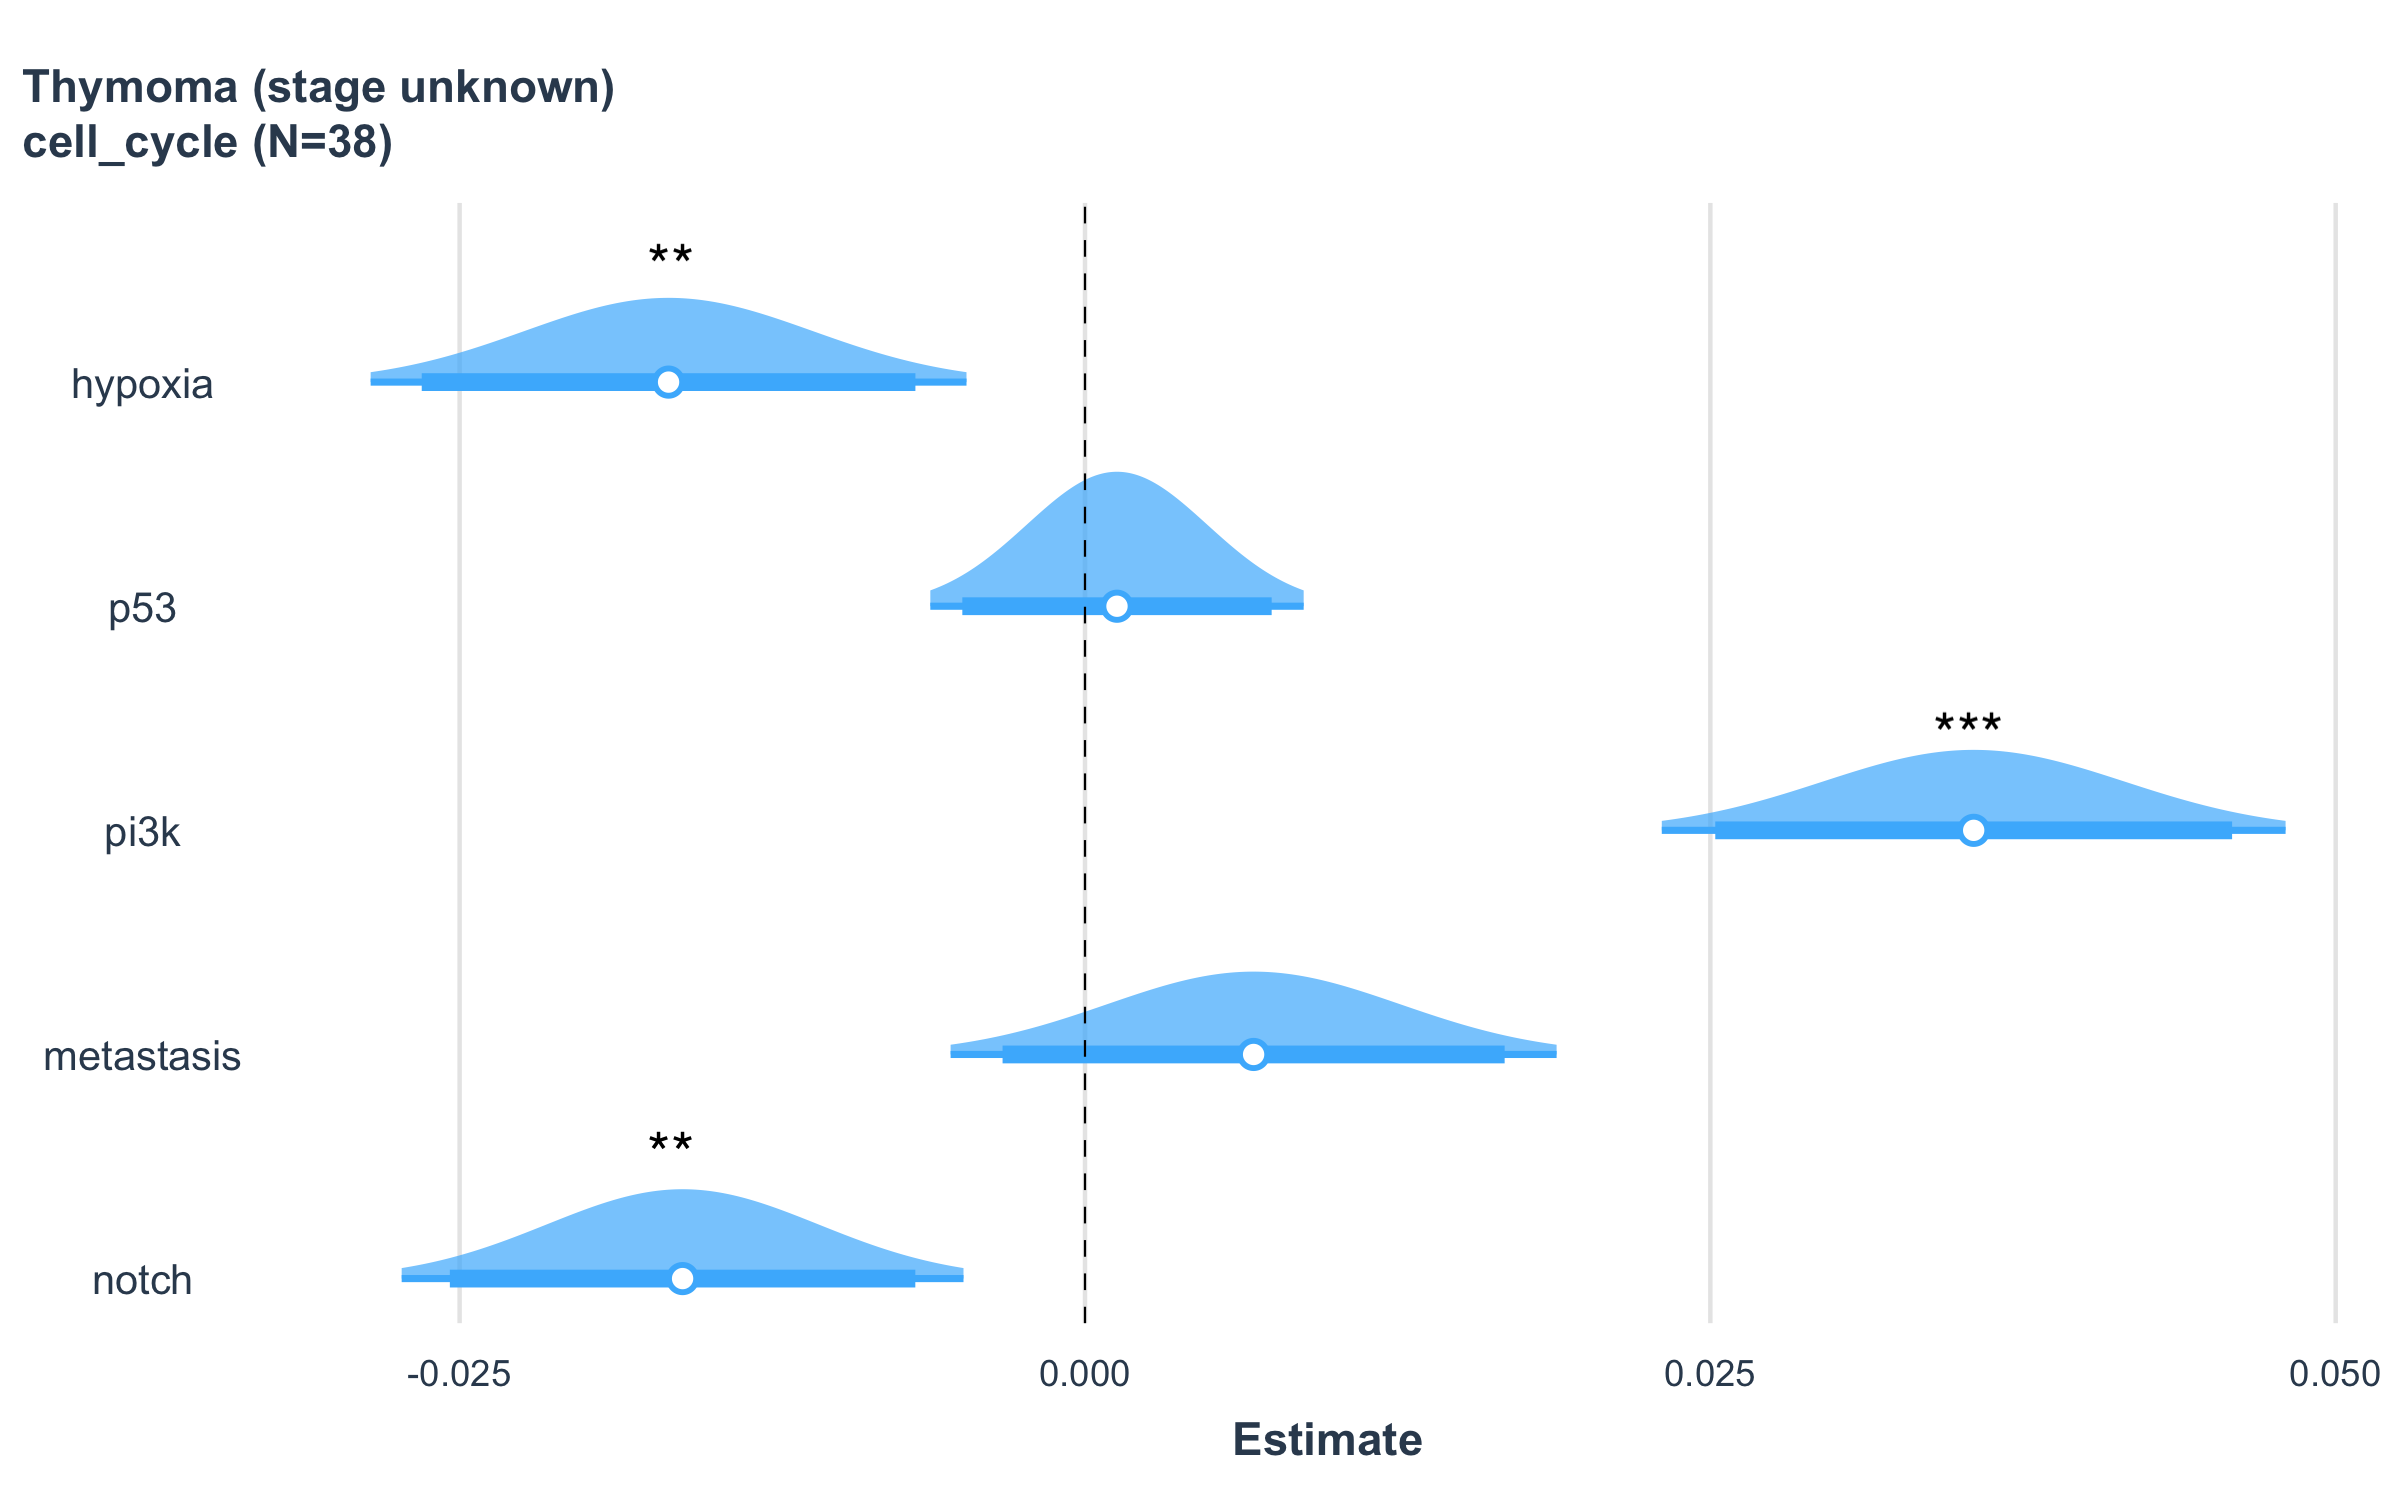 Thymoma (stage unknown)
cell_cycle (N=38)
**
hypoxia
p53
***
pi3k
metastasis
**
notch
-0.025 0.000 0.025 0.050
Estimate